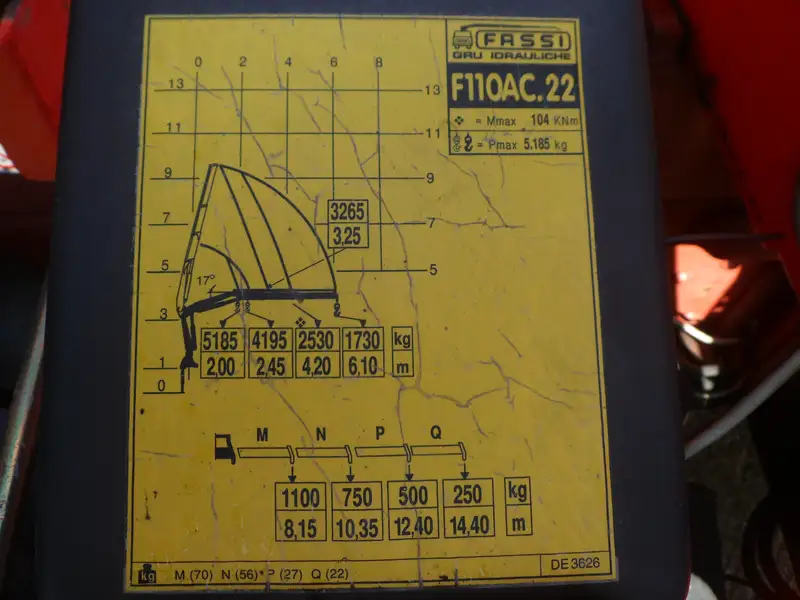 FASSI
GRU IDRAULICHE
F110AC.22
= Mmax 104 KNm
= Pmax 5.185 kg
0 2 4 6 8
13 13
11 11
9 9
7 7
5 5
3
1
0
17°
3265
3,25
5185 4195 2530 1730 kg
2,00 2,45 4,20 6,10 m
M N P Q
1100 750 500 250 kg
8,15 10,35 12,40 14,40 m
kg M (70) N (56) P (27) Q (22)
DE3626